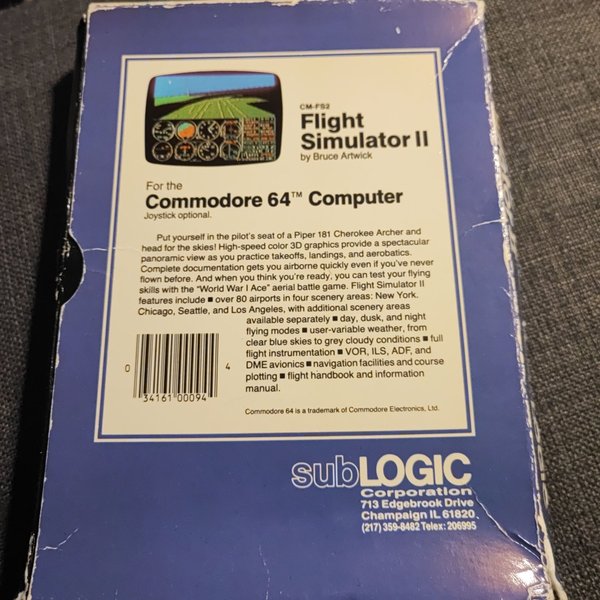 CM-FS2
Flight
Simulator II
by Bruce Artwick
For the
Commodore 64™ Computer
Joystick optional.
Put yourself in the pilot's seat of a Piper 181 Cherokee Archer and
head for the skies! High-speed color 3D graphics provide a spectacular
panoramic view as you practice takeoffs, landings, and aerobatics.
Complete documentation gets you airborne quickly even if you've never
flown before. And when you think you're ready, you can test your flying
skills with the "World War I Ace" aerial battle game. Flight Simulator II
features include ■ over 80 airports in four scenery areas: New York.
Chicago, Seattle, and Los Angeles, with additional scenery areas
available separately ■ day, dusk, and night
flying modes ■ user-variable weather, from
clear blue skies to grey cloudy conditions ■ full
flight instrumentation ■ VOR, ILS, ADF, and
DME avionics ■ navigation facilities and course
plotting ■ flight handbook and information
manual.
0 34161 00094 4
Commodore 64 is a trademark of Commodore Electronics, Ltd.
subLOGIC
Corporation
713 Edgebrook Drive
Champaign IL 61820
(217) 359-8482 Telex: 206995